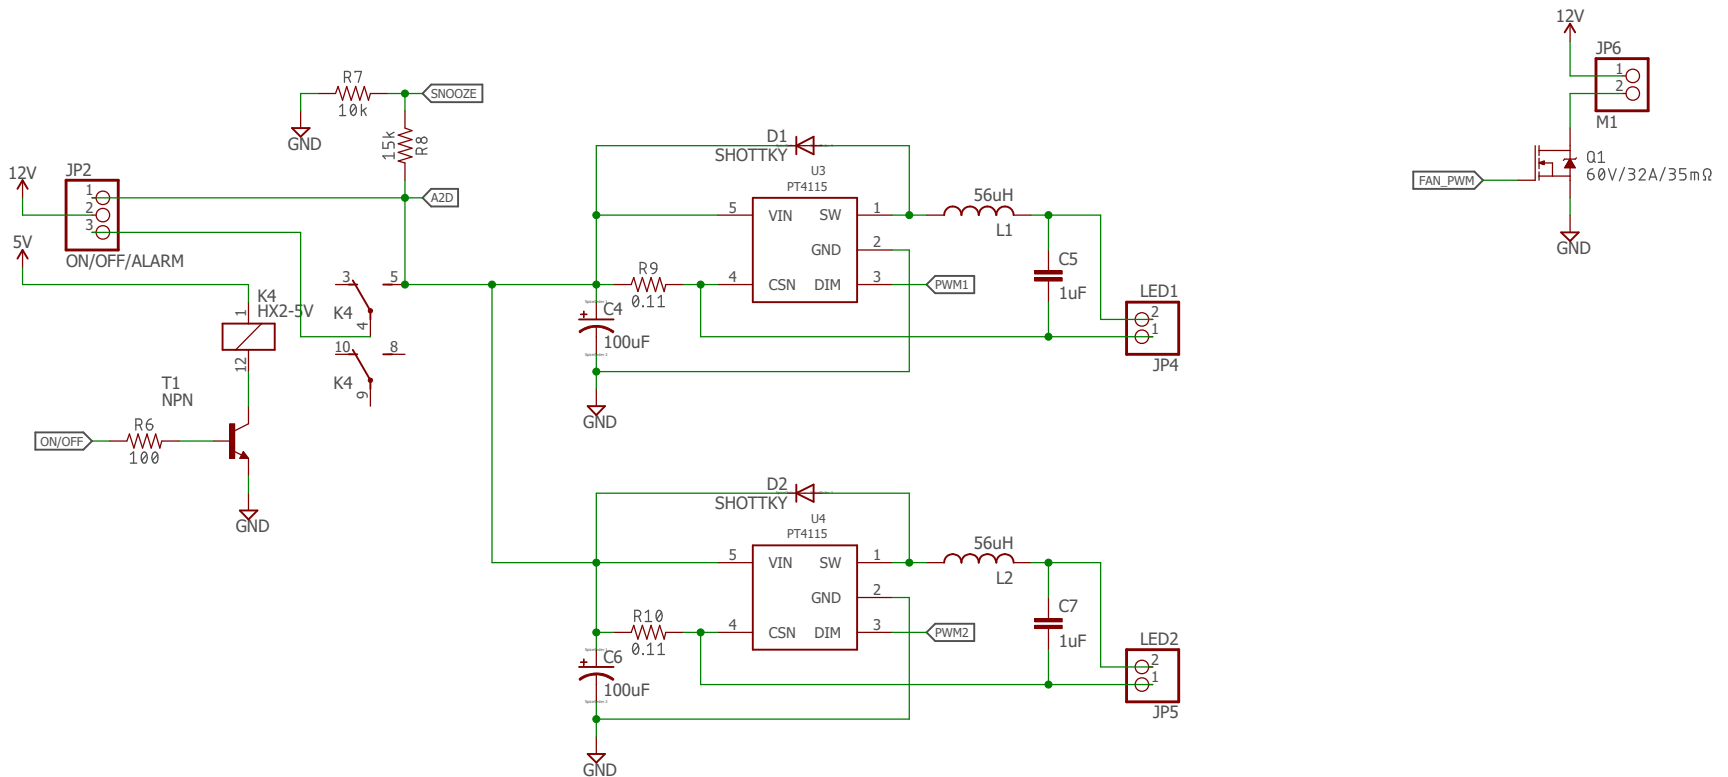 R7
10k
GND
SNOOZE
15k
R8
JP2
12V
1
2
3
A2D
5V
ON/OFF/ALARM
K4
HX2-5V
1
12
3
5
K4
4
10
8
K4
9
T1
NPN
ON/OFF
R6
100
GND
D1
SHOTTKY
U3
PT4115
5
VIN
SW
1
GND
2
4
CSN
DIM
3
PWM1
R9
0.11
C4
100uF
GND
56uH
L1
C5
1uF
LED1
2
1
JP4
D2
SHOTTKY
U4
PT4115
5
VIN
SW
1
GND
2
4
CSN
DIM
3
PWM2
R10
0.11
C6
100uF
GND
56uH
L2
C7
1uF
LED2
2
1
JP5
12V
JP6
1
2
M1
Q1
60V/32A/35mΩ
FAN_PWM
GND